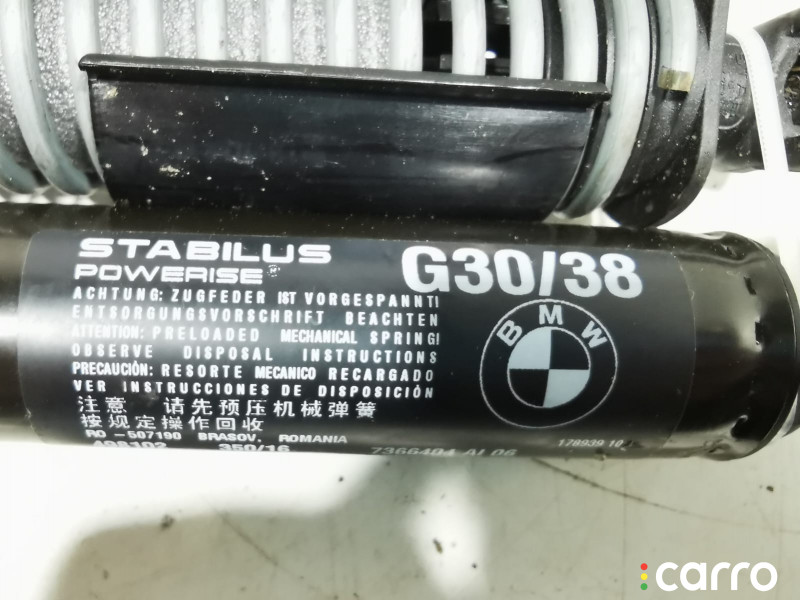 STABILUS
POWERISE ®
G30/38
BMW
ACHTUNG: ZUGFEDER IST VORGESPANNT!
ENTSORGUNGSVORSCHRIFT BEACHTEN
ATTENTION: PRELOADED MECHANICAL SPRING!
OBSERVE DISPOSAL INSTRUCTIONS
PRECAUCIÓN: RESORTE MECANICO RECARGADO
VER INSTRUCCIONES DE DISPOSICIÓN
注意 请先预压机械弹簧
按规定操作回收
RO -507190 BRASOV, ROMANIA
350/16
7366404 AI 06
178939 10
carro